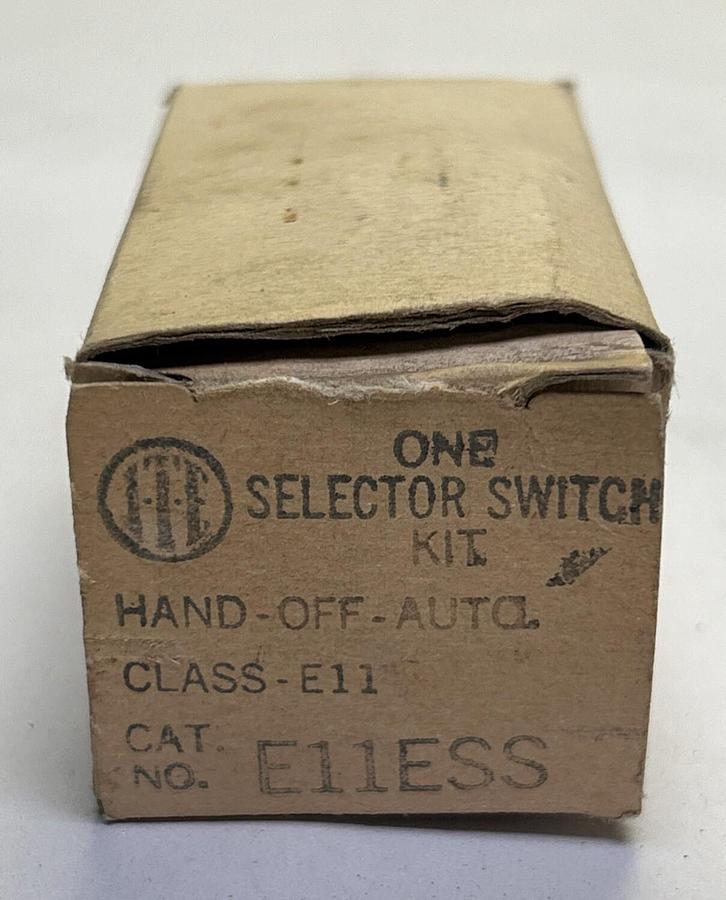 ONE
I-T-E SELECTOR SWITCH
KIT
HAND-OFF-AUTO.
CLASS-E11
CAT.
NO. E11ESS